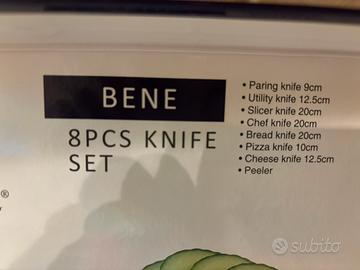 BENE
8PCS KNIFE
SET
• Paring knife 9cm
• Utility knife 12.5cm
• Slicer knife 20cm
• Chef knife 20cm
• Bread knife 20cm
• Pizza knife 10cm
• Cheese knife 12.5cm
• Peeler
®
subito